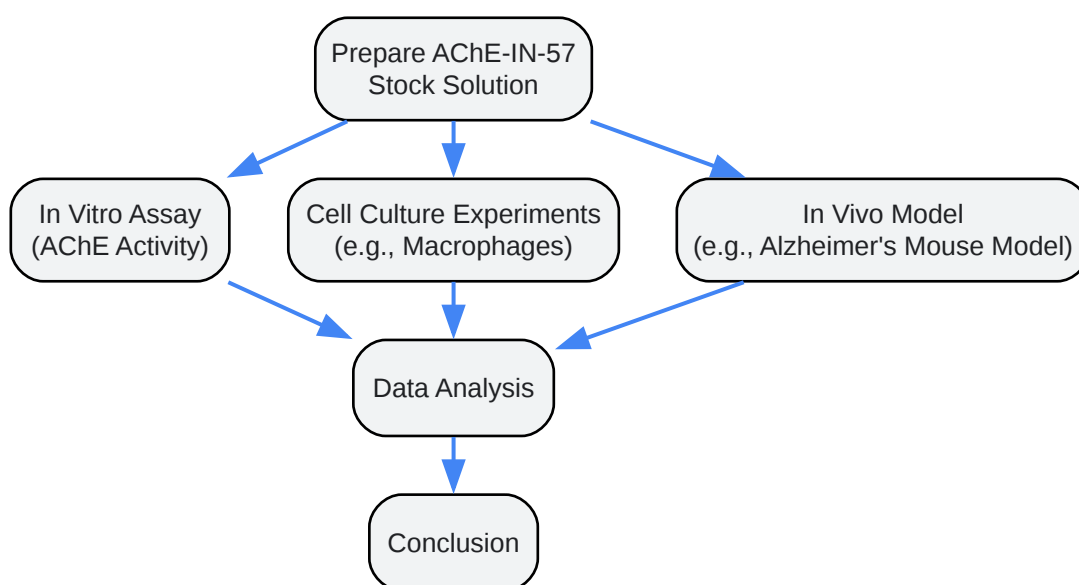 Prepare AChE-IN-57
Stock Solution
In Vitro Assay
(AChE Activity)
Cell Culture Experiments
(e.g., Macrophages)
In Vivo Model
(e.g., Alzheimer's Mouse Model)
Data Analysis
Conclusion